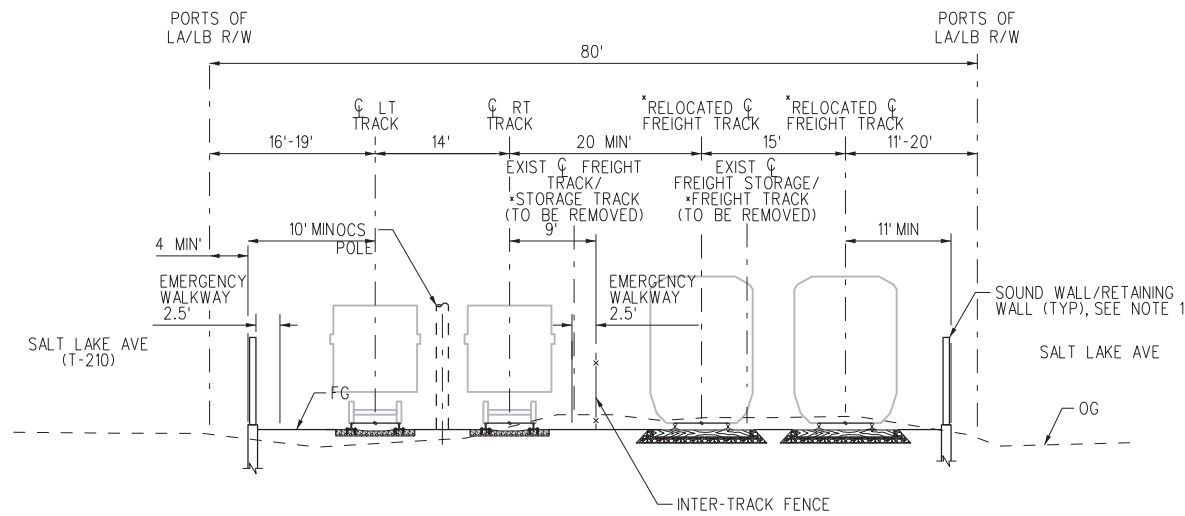 PORTS OF
LA/LB R/W
PORTS OF
LA/LB R/W
80'
℄ LT
TRACK
℄ RT
TRACK
*RELOCATED ℄
FREIGHT TRACK
*RELOCATED ℄
FREIGHT TRACK
16'-19'
14'
20 MIN'
15'
11'-20'
EXIST ℄ FREIGHT
TRACK/
*STORAGE TRACK
(TO BE REMOVED)
EXIST ℄
FREIGHT STORAGE/
*FREIGHT TRACK
(TO BE REMOVED)
4 MIN'
10' MIN
OCS
POLE
9'
11' MIN
EMERGENCY
WALKWAY
2.5'
EMERGENCY
WALKWAY
2.5'
SOUND WALL/RETAINING
WALL (TYP), SEE NOTE 1
SALT LAKE AVE
(T-210)
SALT LAKE AVE
FG
OG
INTER-TRACK FENCE